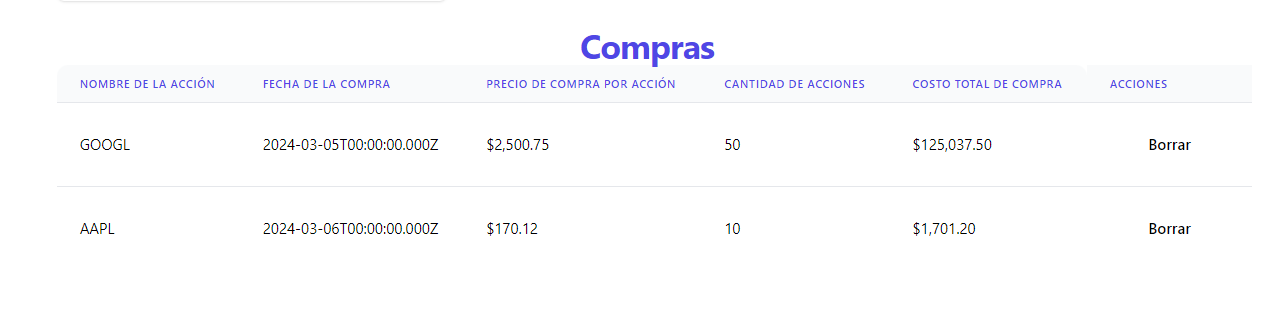 Compras
NOMBRE DE LA ACCIÓN FECHA DE LA COMPRA PRECIO DE COMPRA POR ACCIÓN CANTIDAD DE ACCIONES COSTO TOTAL DE COMPRA ACCIONES
GOOGL 2024-03-05T00:00:00.000Z $2,500.75 50 $125,037.50 Borrar
AAPL 2024-03-06T00:00:00.000Z $170.12 10 $1,701.20 Borrar